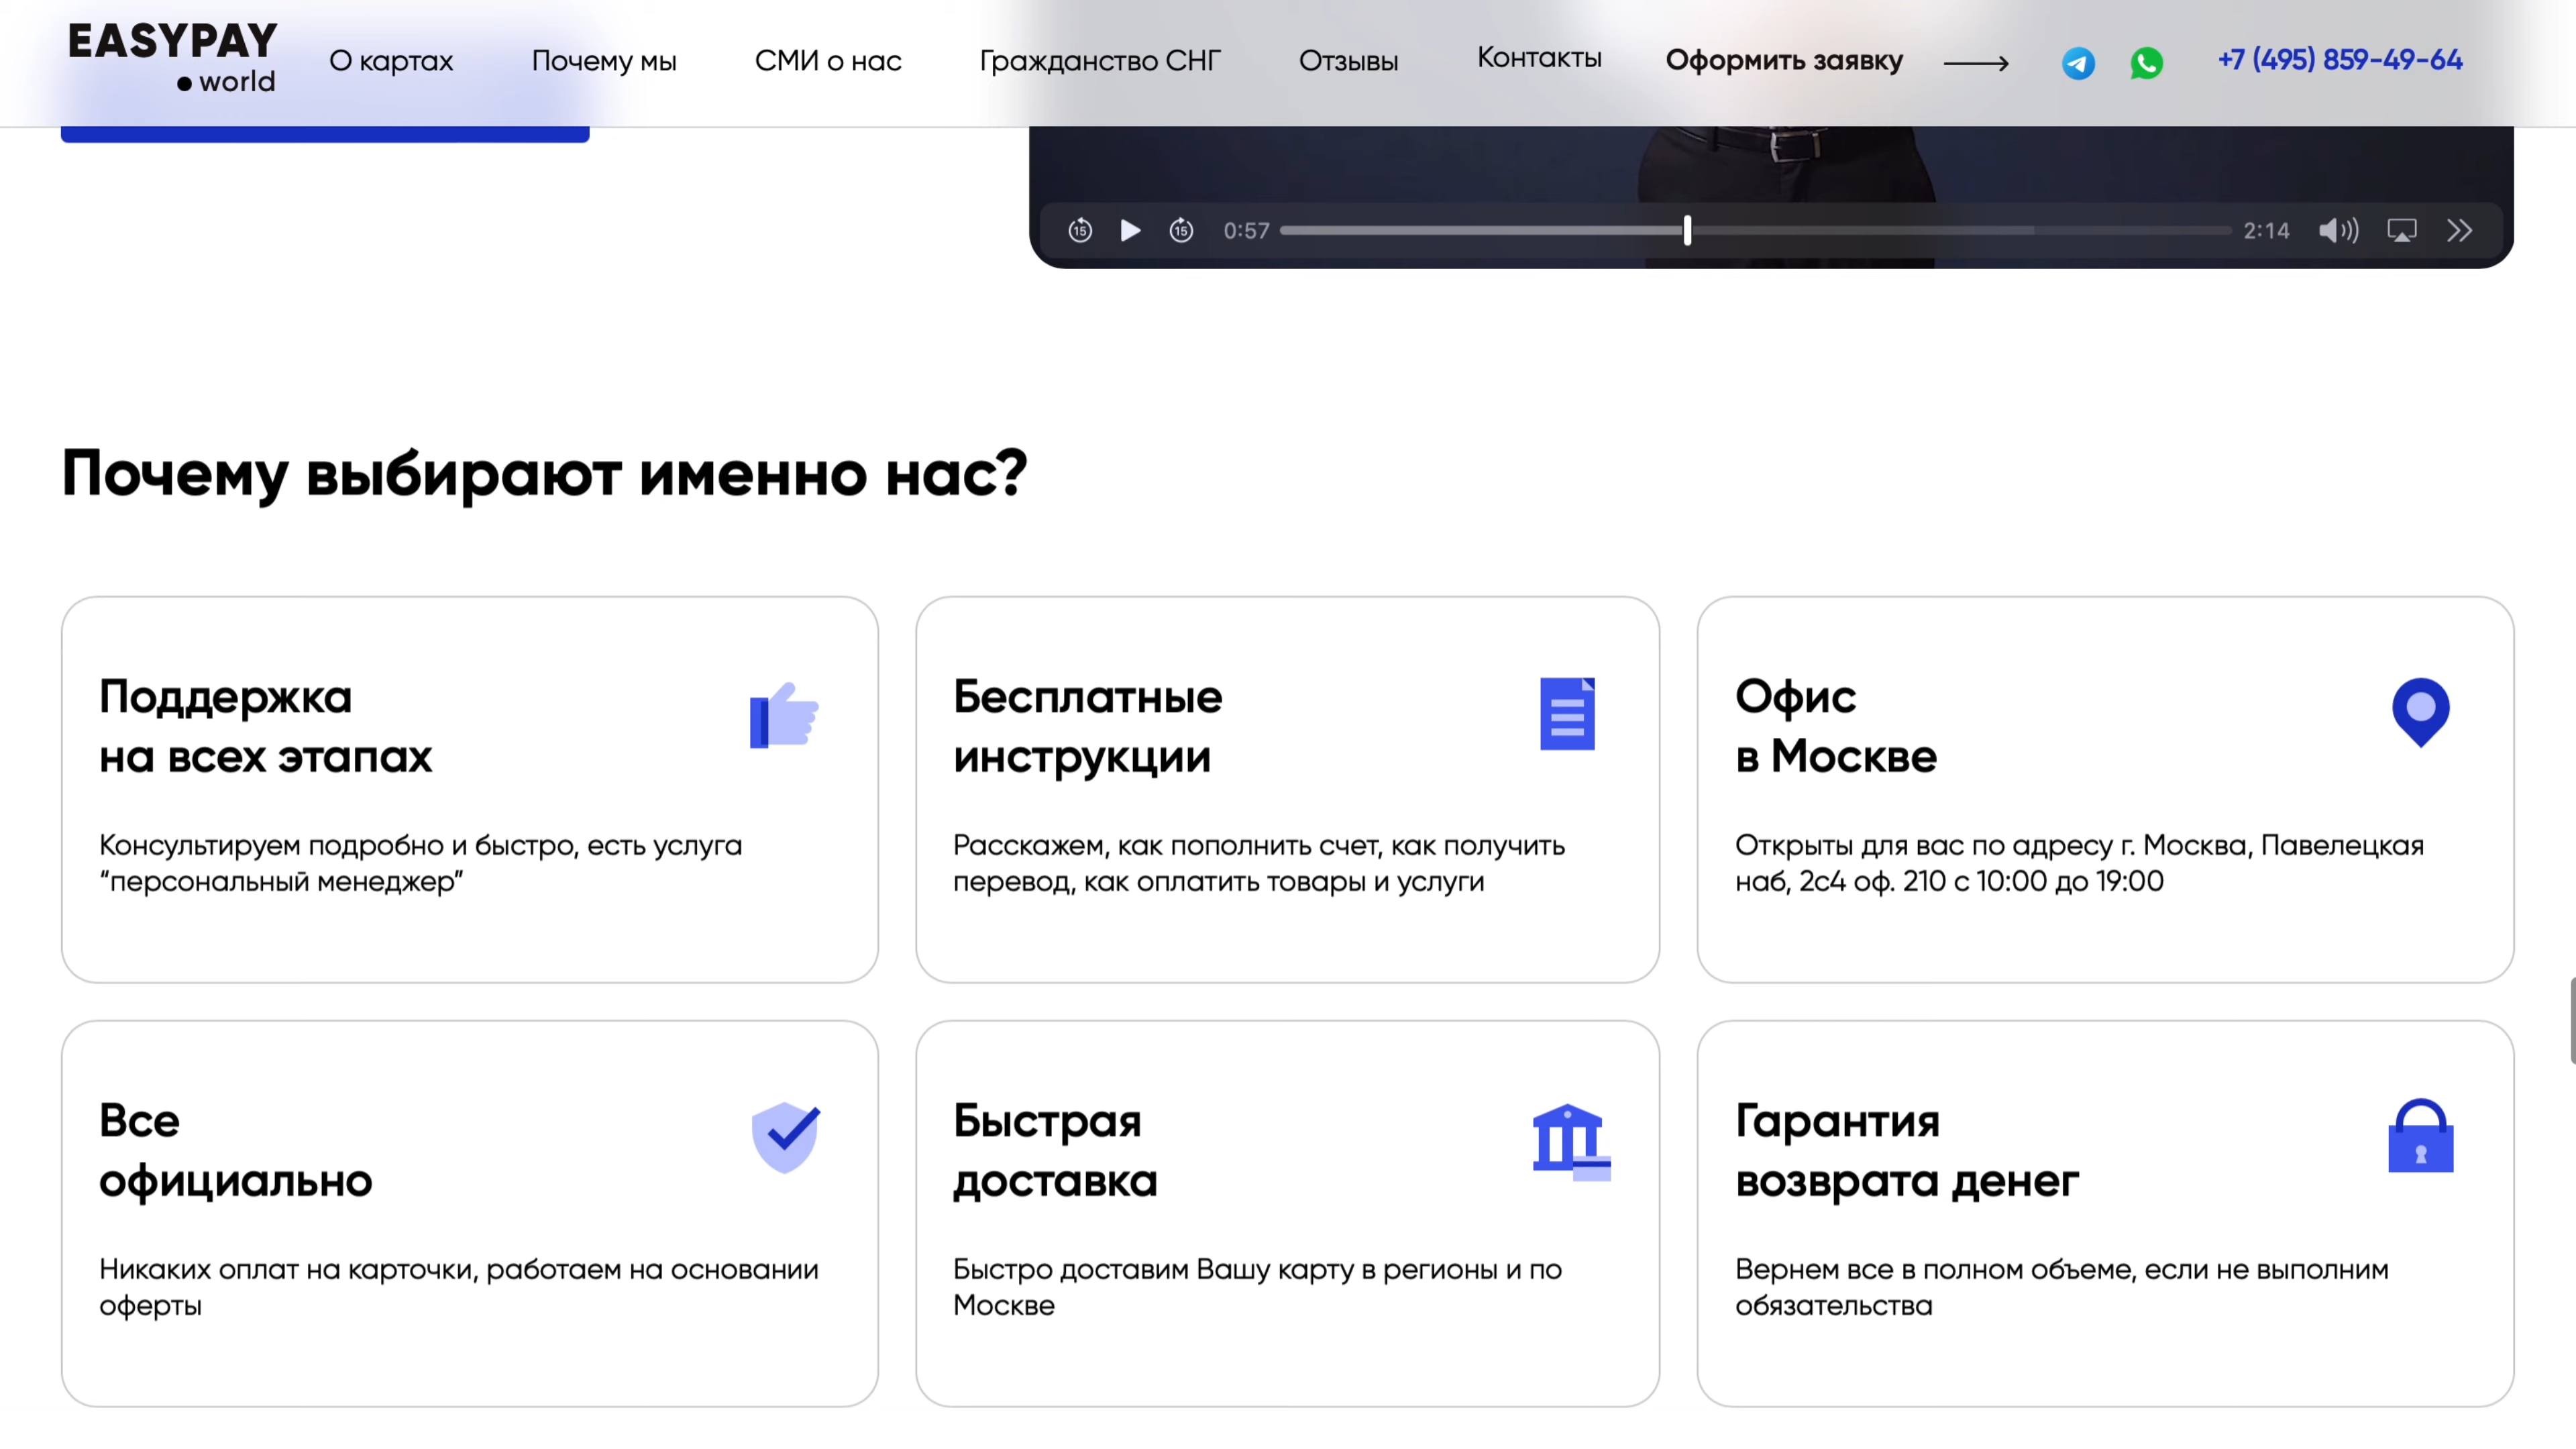 EASYPAY
world
О картах
Почему мы
СМИ о нас
Гражданство СНГ
Отзывы
Контакты
Оформить заявку
+7 (495) 859-49-64
15
15
0:57
2:14
Почему выбирают именно нас?
Поддержка
на всех этапах
Консультируем подробно и быстро, есть услуга
“персональный менеджер”
Бесплатные
инструкции
Расскажем, как пополнить счет, как получить
перевод, как оплатить товары и услуги
Офис
в Москве
Открыты для вас по адресу г. Москва, Павелецкая
наб, 2с4 оф. 210 с 10:00 до 19:00
Все
официально
Никаких оплат на карточки, работаем на основании
оферты
Быстрая
доставка
Быстро доставим Вашу карту в регионы и по
Москве
Гарантия
возврата денег
Вернем все в полном объеме, если не выполним
обязательства